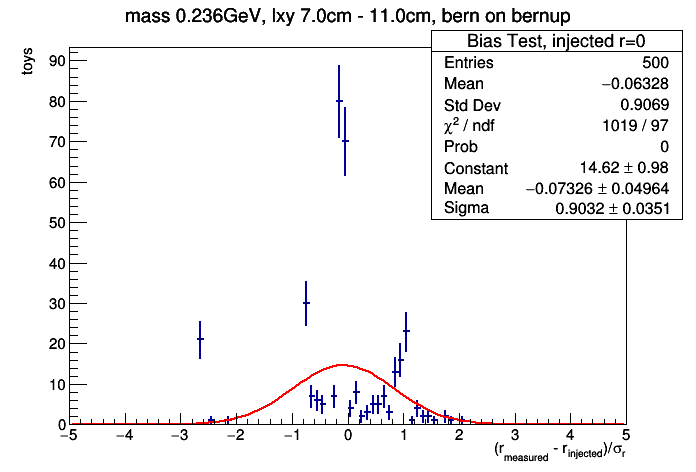 mass 0.236GeV, lxy 7.0cm - 11.0cm, bern on bernup
Bias Test, injected r=0
Entries 500
Mean −0.06328
Std Dev 0.9069
χ² / ndf 1019 / 97
Prob 0
Constant 14.62 ± 0.98
Mean −0.07326 ± 0.04964
Sigma 0.9032 ± 0.0351
toys
90
80
70
60
50
40
30
20
10
0
−5 −4 −3 −2 −1 0 1 2 3 4 5
(r_measured - r_injected)/σ_r